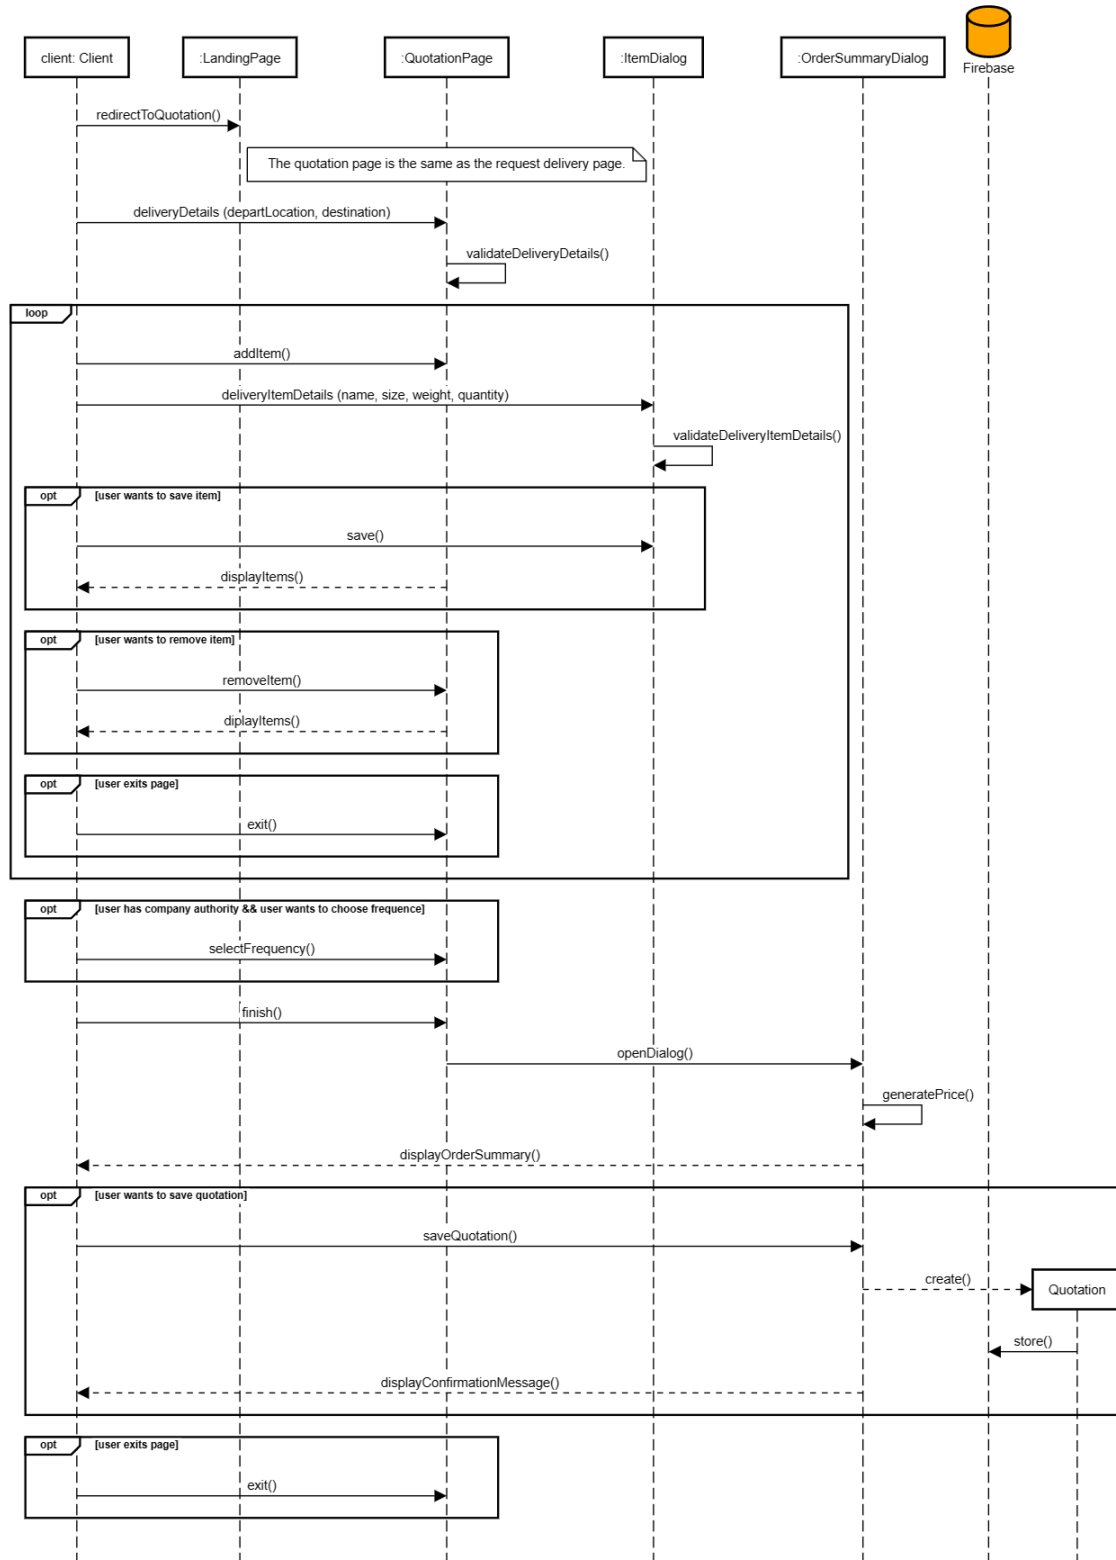 client: Client
:LandingPage
:QuotationPage
:ItemDialog
:OrderSummaryDialog
Firebase
redirectToQuotation()
The quotation page is the same as the request delivery page.
deliveryDetails (departLocation, destination)
validateDeliveryDetails()
loop
addItem()
deliveryItemDetails (name, size, weight, quantity)
validateDeliveryItemDetails()
opt [user wants to save item]
save()
displayItems()
opt [user wants to remove item]
removeItem()
diplayItems()
opt [user exits page]
exit()
opt [user has company authority && user wants to choose frequence]
selectFrequency()
finish()
openDialog()
generatePrice()
displayOrderSummary()
opt [user wants to save quotation]
saveQuotation()
create()
Quotation
store()
displayConfirmationMessage()
opt [user exits page]
exit()